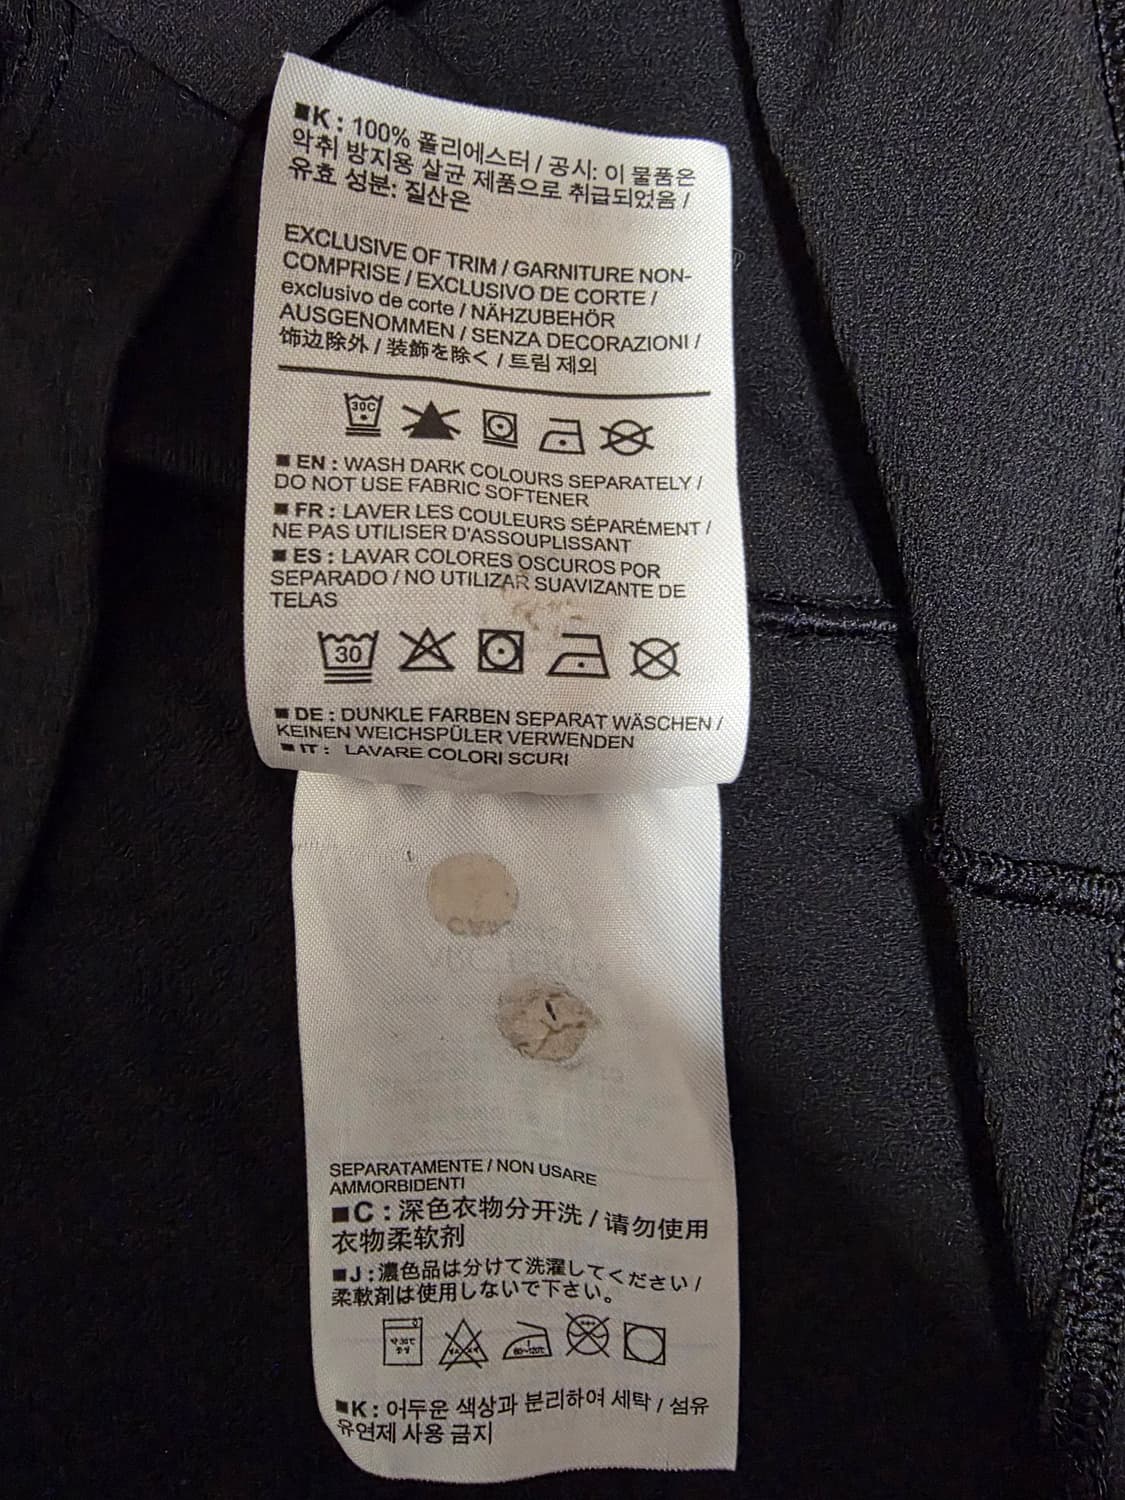 ■K : 100% 폴리에스터 / 공시: 이 물품은
악취 방지용 살균 제품으로 취급되었음 /
유효 성분: 질산은
EXCLUSIVE OF TRIM / GARNITURE NON-
COMPRISE / EXCLUSIVO DE CORTE /
exclusivo de corte / NÄHZUBEHÖR
AUSGENOMMEN / SENZA DECORAZIONI /
饰边除外 / 装飾を除く / 트림 제외
30C
■ EN : WASH DARK COLOURS SEPARATELY /
DO NOT USE FABRIC SOFTENER
■ FR : LAVER LES COULEURS SÉPARÉMENT /
NE PAS UTILISER D'ASSOUPLISSANT
■ ES : LAVAR COLORES OSCUROS POR
SEPARADO / NO UTILIZAR SUAVIZANTE DE
TELAS
30
■ DE : DUNKLE FARBEN SEPARAT WÄSCHEN /
KEINEN WEICHSPÜLER VERWENDEN
■ IT : LAVARE COLORI SCURI
SEPARATAMENTE / NON USARE
AMMORBIDENTI
■C : 深色衣物分开洗 / 请勿使用
衣物柔软剂
■J : 濃色品は分けて洗濯してください /
柔軟剤は使用しないで下さい。
80~120℃
■K : 어두운 색상과 분리하여 세탁 / 섬유
유연제 사용 금지